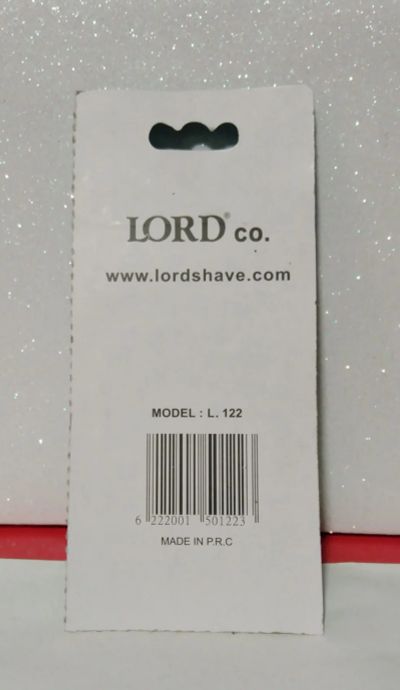 LORD® co.
www.lordshave.com
MODEL : L. 122
6 222001 501223
MADE IN P.R.C